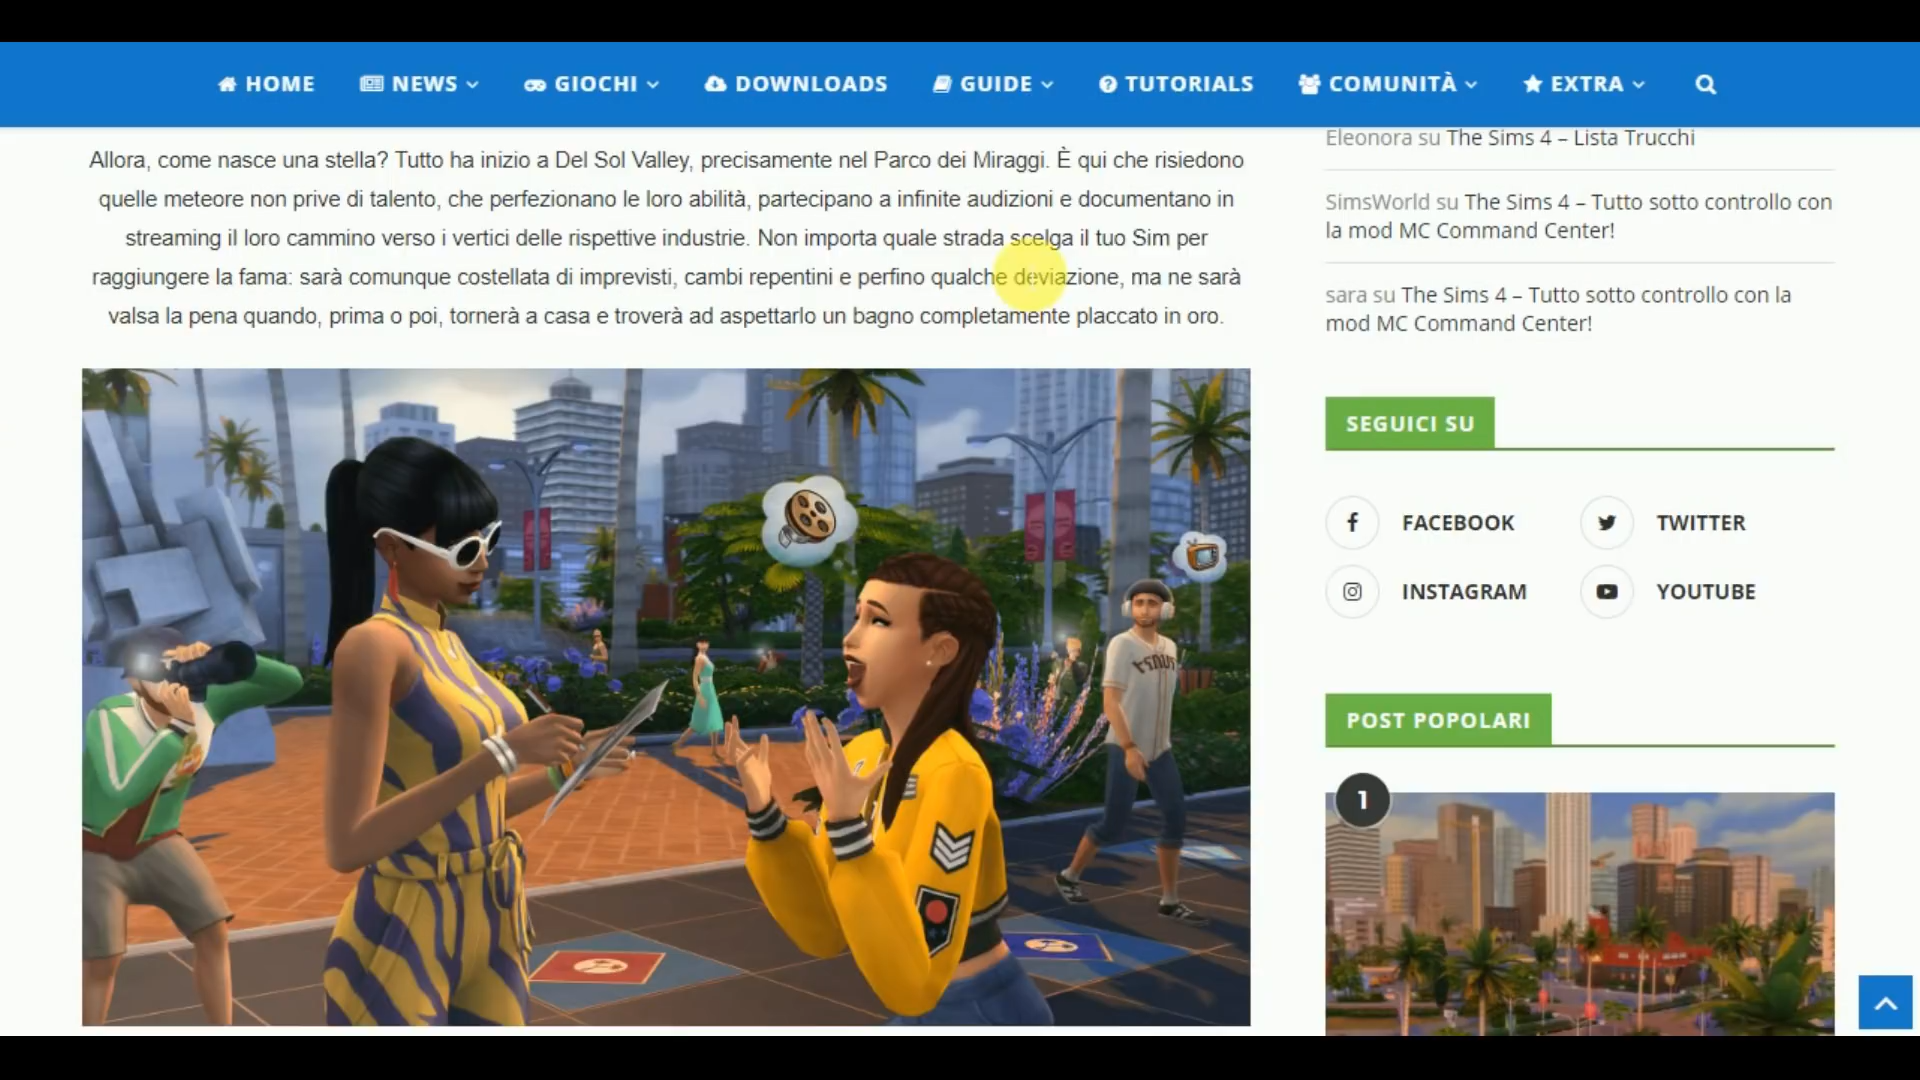 HOME NEWS GIOCHI DOWNLOADS GUIDE TUTORIALS COMUNITÀ EXTRA
Allora, come nasce una stella? Tutto ha inizio a Del Sol Valley, precisamente nel Parco dei Miraggi. È qui che risiedono
quelle meteore non prive di talento, che perfezionano le loro abilità, partecipano a infinite audizioni e documentano in
streaming il loro cammino verso i vertici delle rispettive industrie. Non importa quale strada scelga il tuo Sim per
raggiungere la fama: sarà comunque costellata di imprevisti, cambi repentini e perfino qualche deviazione, ma ne sarà
valsa la pena quando, prima o poi, tornerà a casa e troverà ad aspettarlo un bagno completamente placcato in oro.
Eleonora su The Sims 4 – Lista Trucchi
SimsWorld su The Sims 4 – Tutto sotto controllo con
la mod MC Command Center!
sara su The Sims 4 – Tutto sotto controllo con la
mod MC Command Center!
SEGUICI SU
FACEBOOK TWITTER
INSTAGRAM YOUTUBE
POST POPOLARI
1